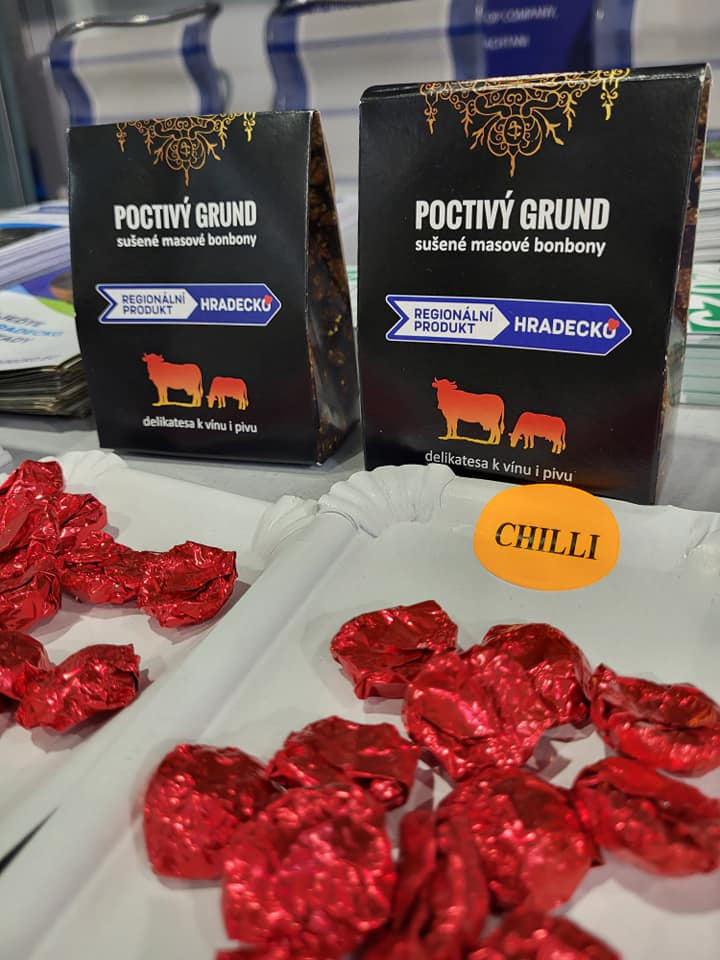 POCTIVÝ GRUND
sušené masové bonbony
REGIONÁLNÍ
PRODUKT
HRADECKO
delikatesa k vínu i pivu
POCTIVÝ GRUND
sušené masové bonbony
REGIONÁLNÍ
PRODUKT
HRADECKO
delikatesa k vínu i pivu
CHILLI